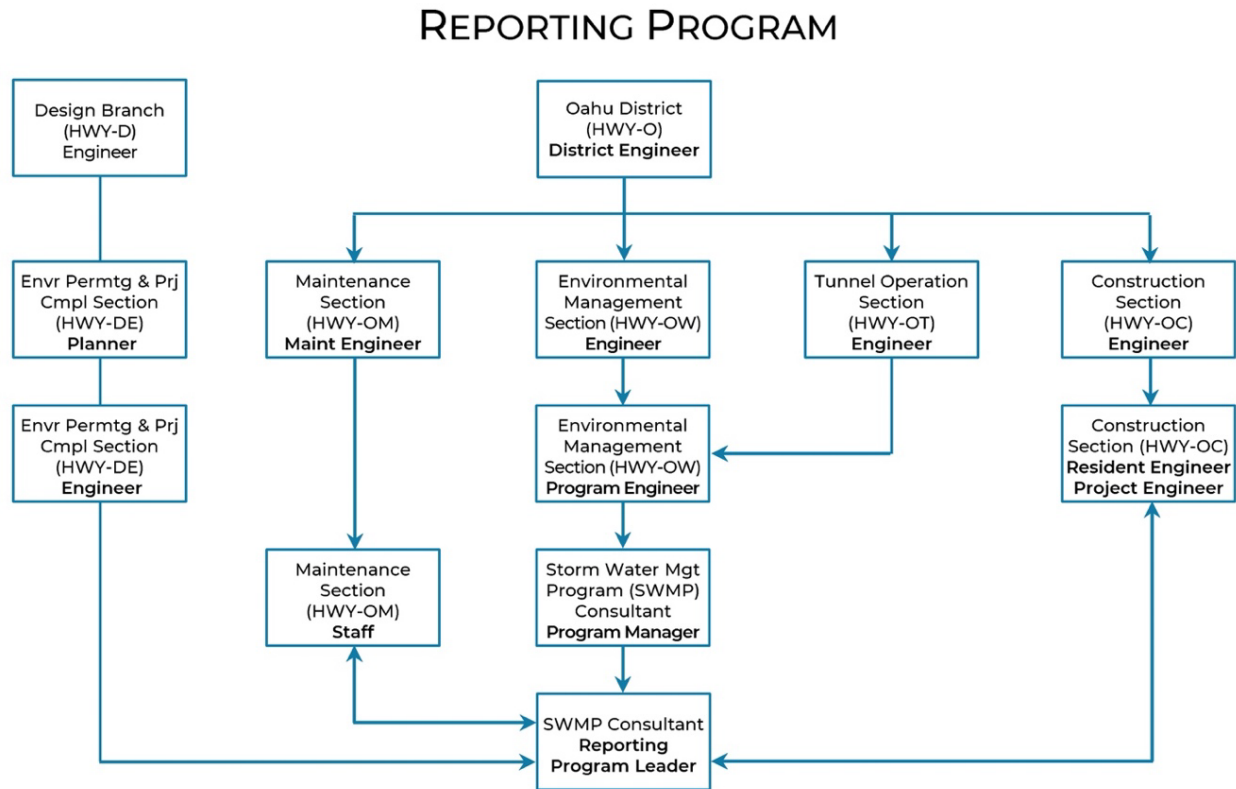 REPORTING PROGRAM
Design Branch
(HWY-D)
Engineer
Oahu District
(HWY-O)
District Engineer
Envr Permtg & Prj
Cmpl Section
(HWY-DE)
Planner
Maintenance
Section
(HWY-OM)
Maint Engineer
Environmental
Management
Section (HWY-OW)
Engineer
Tunnel Operation
Section
(HWY-OT)
Engineer
Construction
Section
(HWY-OC)
Engineer
Envr Permtg & Prj
Cmpl Section
(HWY-DE)
Engineer
Environmental
Management
Section (HWY-OW)
Program Engineer
Construction
Section (HWY-OC)
Resident Engineer
Project Engineer
Maintenance
Section
(HWY-OM)
Staff
Storm Water Mgt
Program (SWMP)
Consultant
Program Manager
SWMP Consultant
Reporting
Program Leader